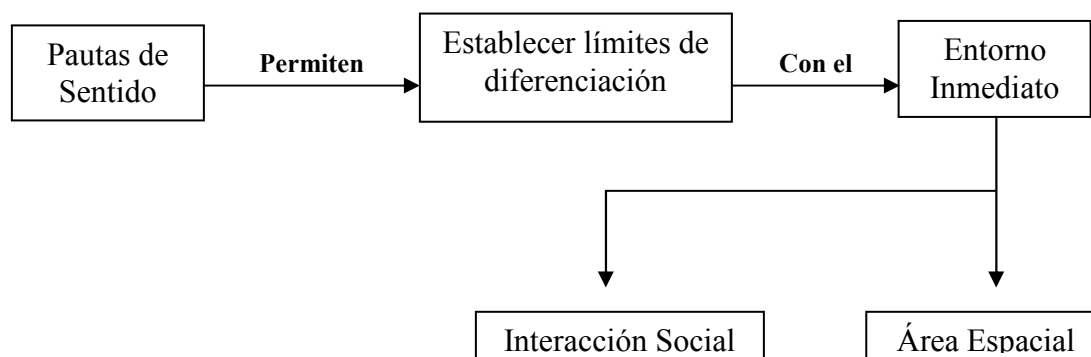 Pautas de
Sentido
Permiten
Establecer límites de
diferenciación
Con el
Entorno
Inmediato
Interacción Social
Área Espacial